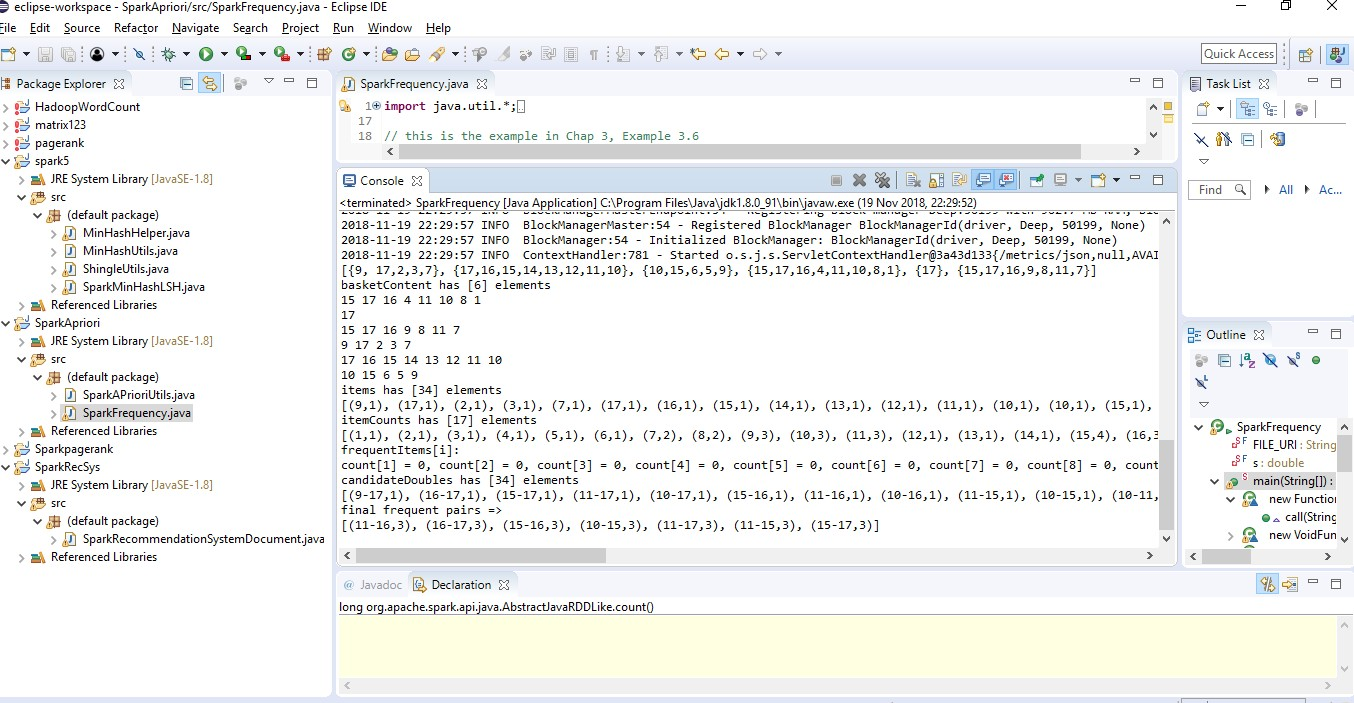 eclipse-workspace - SparkApriori/src/SparkFrequency.java - Eclipse IDE
File Edit Source Refactor Navigate Search Project Run Window Help
Quick Access
Package Explorer
HadoopWordCount
matrix123
pagerank
spark5
JRE System Library [JavaSE-1.8]
src
(default package)
MinHashHelper.java
MinHashUtils.java
ShingleUtils.java
SparkMinHashLSH.java
Referenced Libraries
SparkApriori
JRE System Library [JavaSE-1.8]
src
(default package)
SparkAPrioriUtils.java
SparkFrequency.java
Referenced Libraries
Sparkpagerank
SparkRecSys
JRE System Library [JavaSE-1.8]
src
(default package)
SparkRecommendationSystemDocument.java
Referenced Libraries
SparkFrequency.java
1 import java.util.*;
17
18 // this is the example in Chap 3, Example 3.6
Console
<terminated> SparkFrequency [Java Application] C:\Program Files\Java\jdk1.8.0_91\bin\javaw.exe (19 Nov 2018, 22:29:52)
2018-11-19 22:29:57 INFO BlockManagerMaster:54 - Registered BlockManager BlockManagerId(driver, Deep, 50199, None)
2018-11-19 22:29:57 INFO BlockManager:54 - Initialized BlockManager: BlockManagerId(driver, Deep, 50199, None)
2018-11-19 22:29:57 INFO ContextHandler:781 - Started o.s.j.s.ServletContextHandler@3a43d133{/metrics/json,null,AVAI
[{9, 17,2,3,7}, {17,16,15,14,13,12,11,10}, {10,15,6,5,9}, {15,17,16,4,11,10,8,1}, {17}, {15,17,16,9,8,11,7}]
basketContent has [6] elements
15 17 16 4 11 10 8 1
17
15 17 16 9 8 11 7
9 17 2 3 7
17 16 15 14 13 12 11 10
10 15 6 5 9
items has [34] elements
[(9,1), (17,1), (2,1), (3,1), (7,1), (17,1), (16,1), (15,1), (14,1), (13,1), (12,1), (11,1), (10,1), (10,1), (15,1),
itemCounts has [17] elements
[(1,1), (2,1), (3,1), (4,1), (5,1), (6,1), (7,2), (8,2), (9,3), (10,3), (11,3), (12,1), (13,1), (14,1), (15,4), (16,3
frequentItems[i]:
count[1] = 0, count[2] = 0, count[3] = 0, count[4] = 0, count[5] = 0, count[6] = 0, count[7] = 0, count[8] = 0, count
candidateDoubles has [34] elements
[(9-17,1), (16-17,1), (15-17,1), (11-17,1), (10-17,1), (15-16,1), (11-16,1), (10-16,1), (11-15,1), (10-15,1), (10-11,
final frequent pairs =>
[(11-16,3), (16-17,3), (15-16,3), (10-15,3), (11-17,3), (11-15,3), (15-17,3)]
@ Javadoc Declaration
long org.apache.spark.api.java.AbstractJavaRDDLike.count()
Task List
Find All Ac...
Outline
SparkFrequency
FILE_URI : String
s : double
main(String[]) :
new Function
call(String
new VoidFun